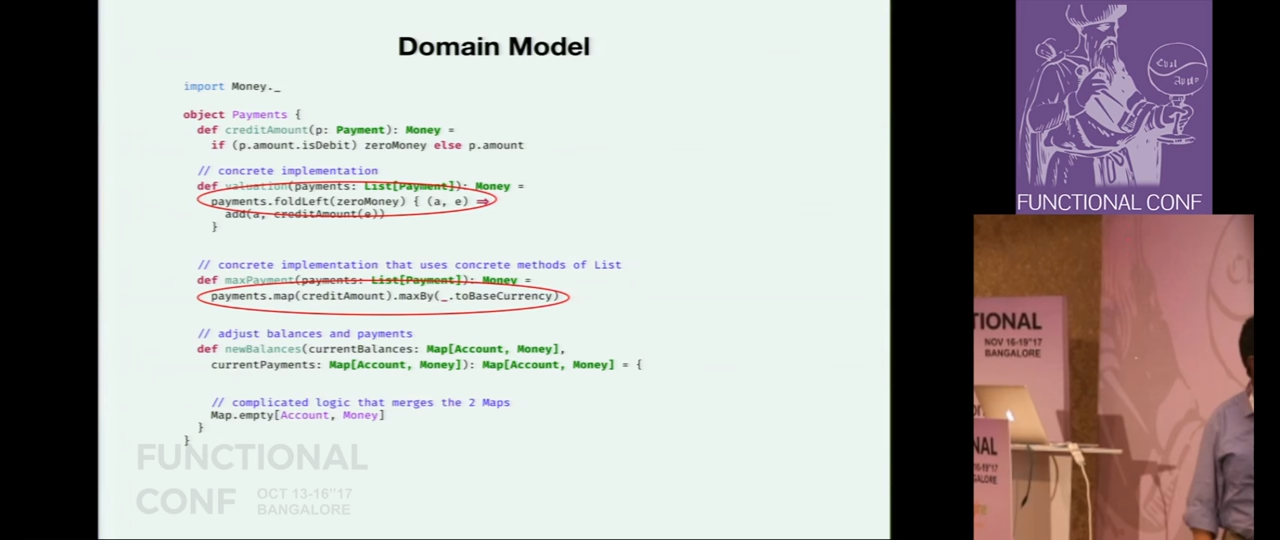 Domain Model
import Money._
object Payments {
def creditAmount(p: Payment): Money =
if (p.amount.isDebit) zeroMoney else p.amount
// concrete implementation
def valuation(payments: List[Payment]): Money =
payments.foldLeft(zeroMoney) { (a, e) =>
add(a, creditAmount(e))
}
// concrete implementation that uses concrete methods of List
def maxPayment(payments: List[Payment]): Money =
payments.map(creditAmount).maxBy(_.toBaseCurrency)
// adjust balances and payments
def newBalances(currentBalances: Map[Account, Money],
currentPayments: Map[Account, Money]): Map[Account, Money] = {
// complicated logic that merges the 2 Maps
Map.empty[Account, Money]
}
}
FUNCTIONAL
CONF OCT 13-16"17
BANGALORE
Eval
Apply
FUNCTIONAL CONF
TIONAL
NOV 16-19"17
BANGALORE
NAL